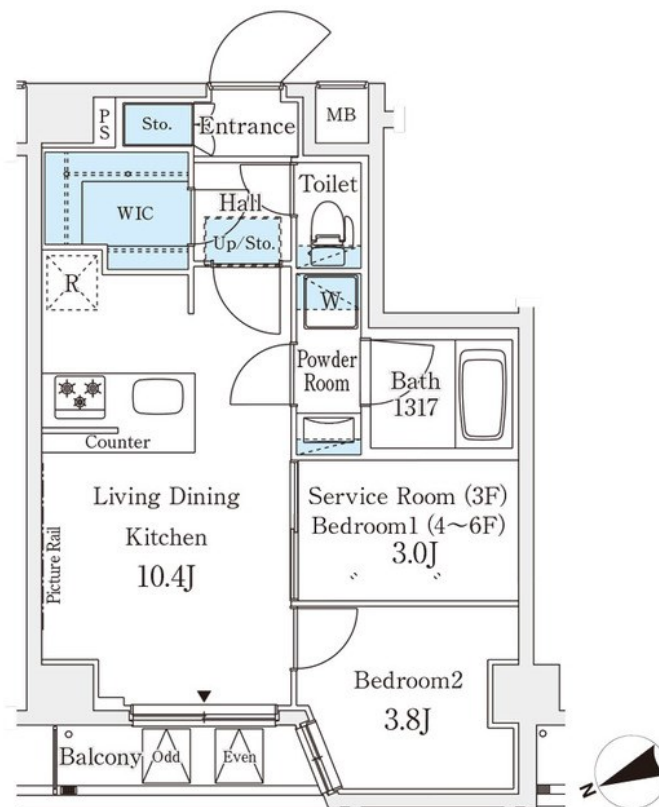 PS
Sto.
Entrance
MB
WIC
Hall
Up/Sto.
Toilet
R
W
Powder
Room
Bath
1317
Counter
Living Dining
Kitchen
10.4J
Picture Rail
Service Room (3F)
Bedroom1 (4～6F)
3.0J
Bedroom2
3.8J
Balcony
Odd
Even
N